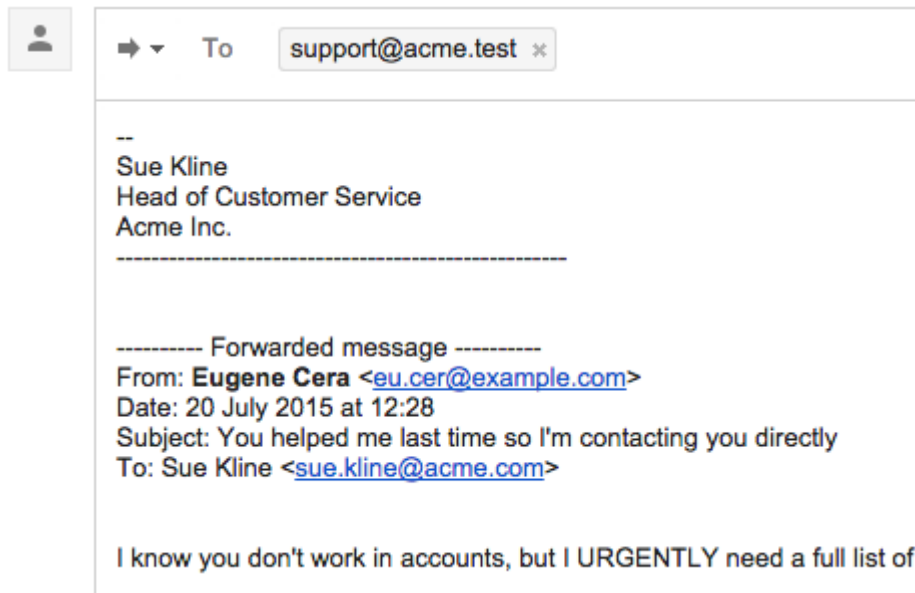 To support@acme.test ×
--
Sue Kline
Head of Customer Service
Acme Inc.
----------------------------------------------------
---------- Forwarded message ----------
From: Eugene Cera <eu.cer@example.com>
Date: 20 July 2015 at 12:28
Subject: You helped me last time so I'm contacting you directly
To: Sue Kline <sue.kline@acme.com>
I know you don't work in accounts, but I URGENTLY need a full list of